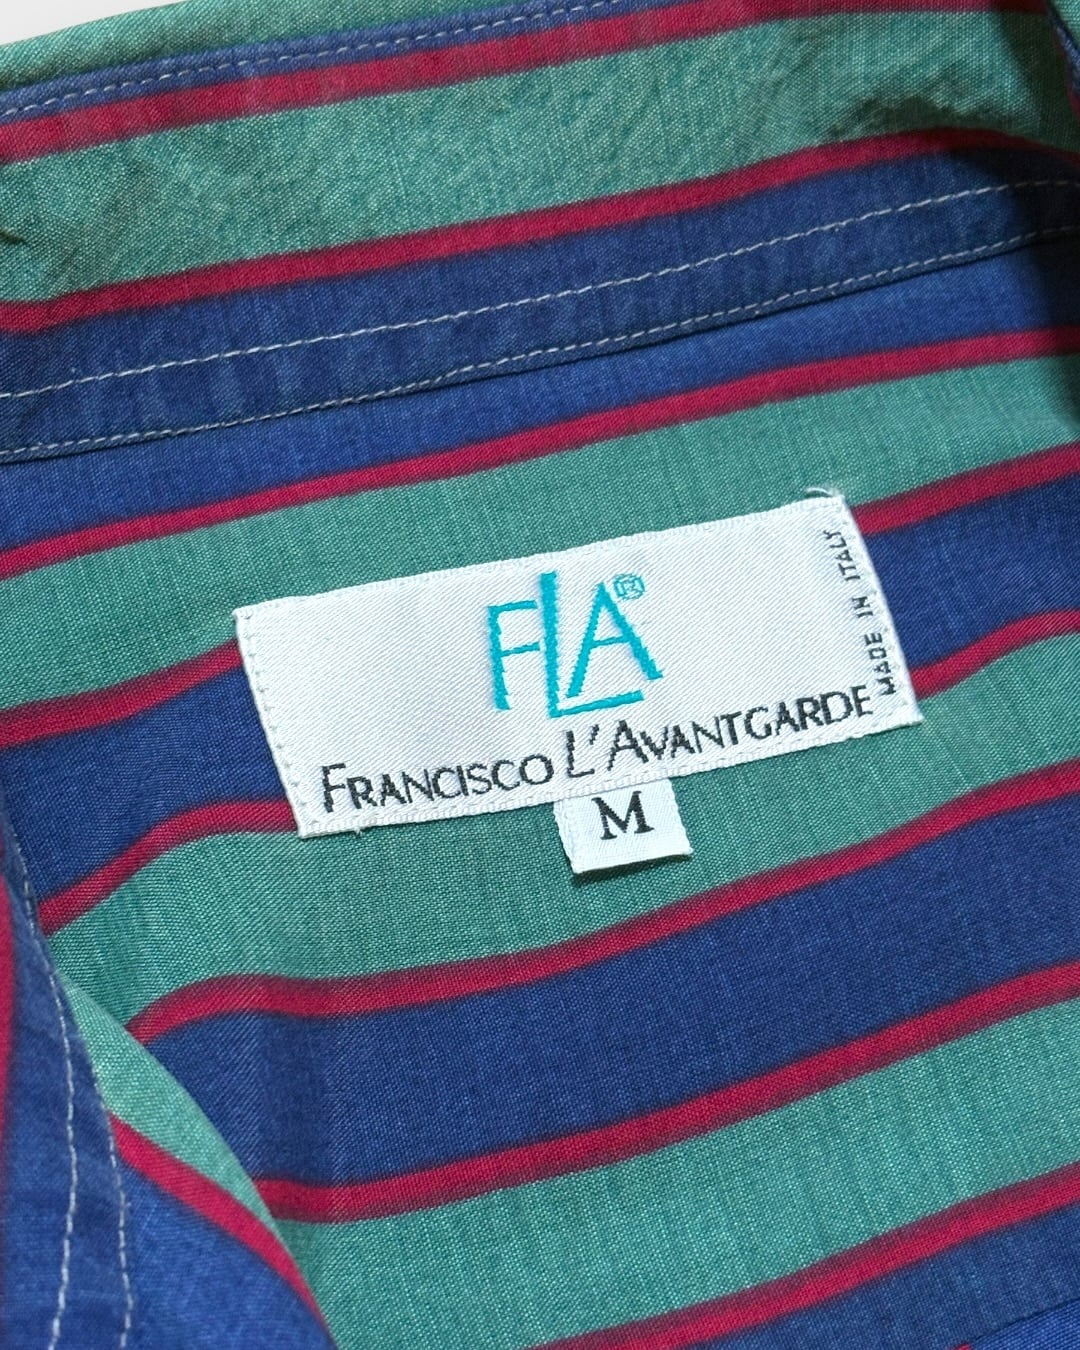 FLA®
FRANCISCO L'AVANTGARDE
MADE IN ITALY
M